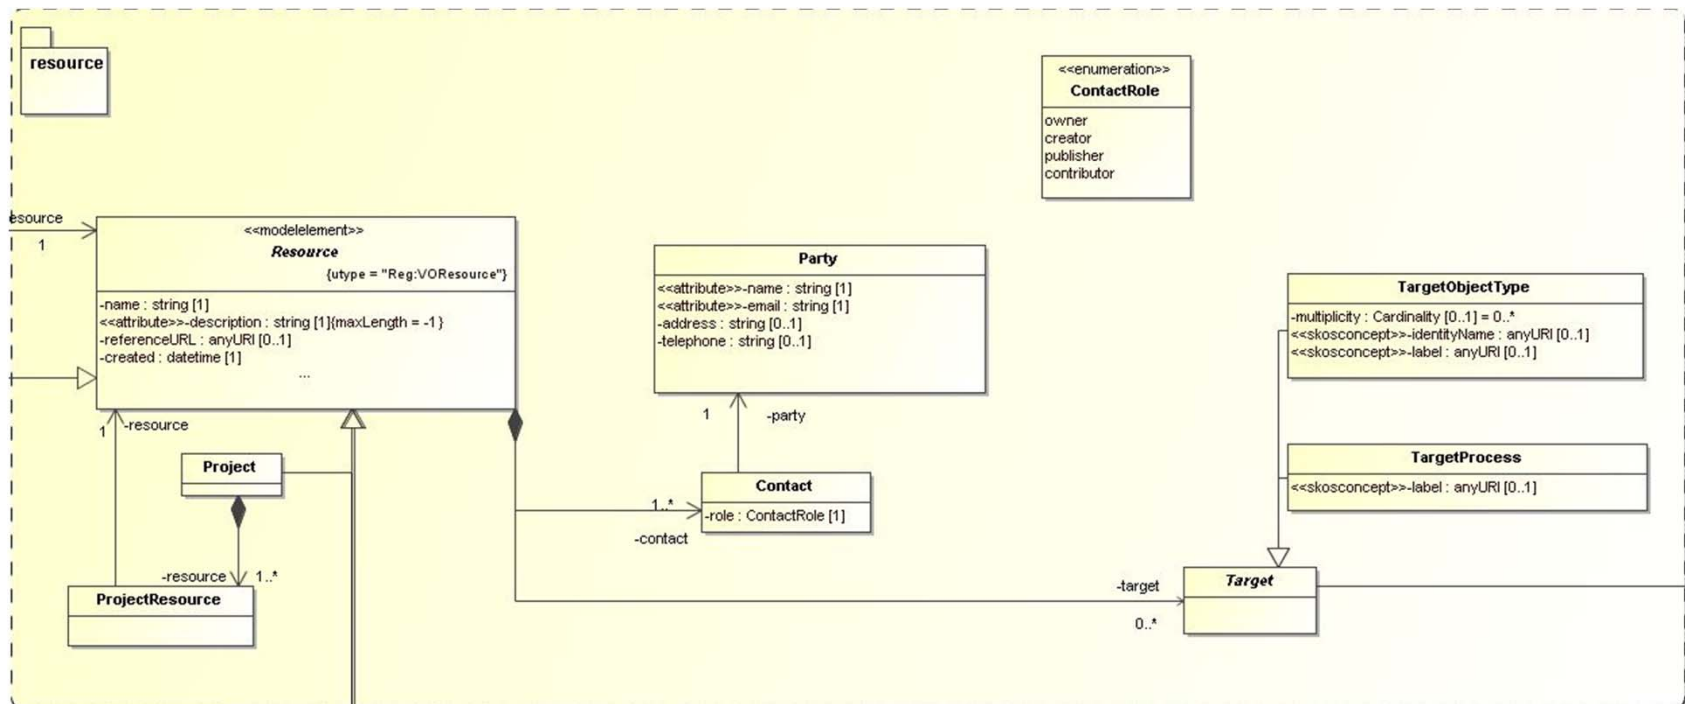 resource
<<enumeration>>
ContactRole
owner
creator
publisher
contributor
esource
1
<<modelelement>>
Resource
{utype = "Reg:VOResource"}
-name : string [1]
<<attribute>>-description : string [1]{maxLength = -1}
-referenceURL : anyURI [0..1]
-created : datetime [1]
...
Party
<<attribute>>-name : string [1]
<<attribute>>-email : string [1]
-address : string [0..1]
-telephone : string [0..1]
TargetObjectType
-multiplicity : Cardinality [0..1] = 0..*
<<skosconcept>>-identityName : anyURI [0..1]
<<skosconcept>>-label : anyURI [0..1]
1
-resource
1
-party
Project
TargetProcess
<<skosconcept>>-label : anyURI [0..1]
Contact
-role : ContactRole [1]
1..*
-contact
-resource
1..*
ProjectResource
-target
0..*
Target